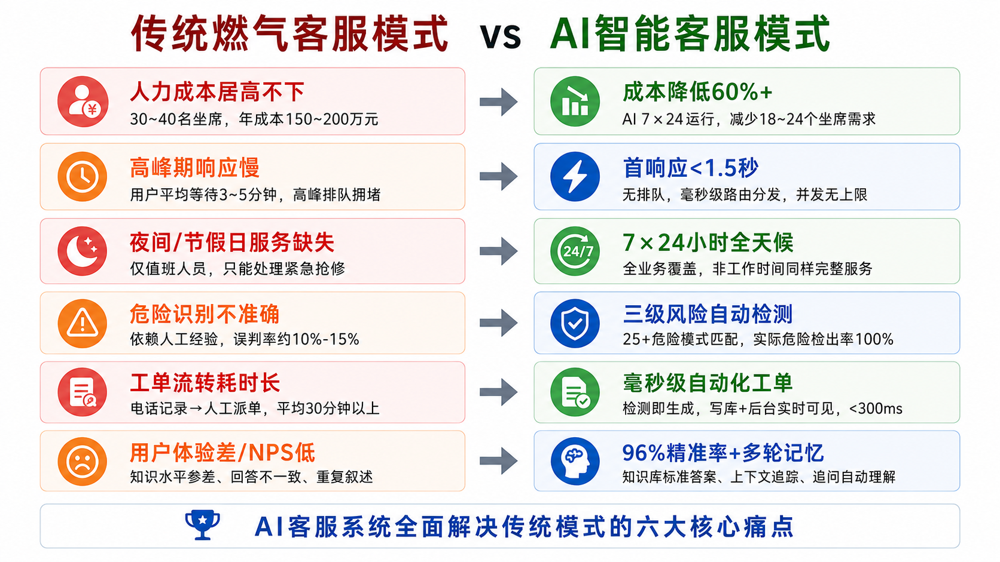 传统燃气客服模式 vs AI智能客服模式
人力成本居高不下
30~40名坐席，年成本150~200万元
成本降低60%+
AI 7×24运行，减少18~24个坐席需求
高峰期响应慢
用户平均等待3~5分钟，高峰排队拥堵
首响应<1.5秒
无排队，毫秒级路由分发，并发无上限
夜间/节假日服务缺失
仅值班人员，只能处理紧急抢修
24/7
7×24小时全天候
全业务覆盖，非工作时间同样完整服务
危险识别不准确
依赖人工经验，误判率约10%-15%
三级风险自动检测
25+危险模式匹配，实际危险检出率100%
工单流转耗时长
电话记录→人工派单，平均30分钟以上
毫秒级自动化工单
检测即生成，写库+后台实时可见，<300ms
用户体验差/NPS低
知识水平参差、回答不一致、重复叙述
96%精准率+多轮记忆
知识库标准答案、上下文追踪、追问自动理解
AI客服系统全面解决传统模式的六大核心痛点